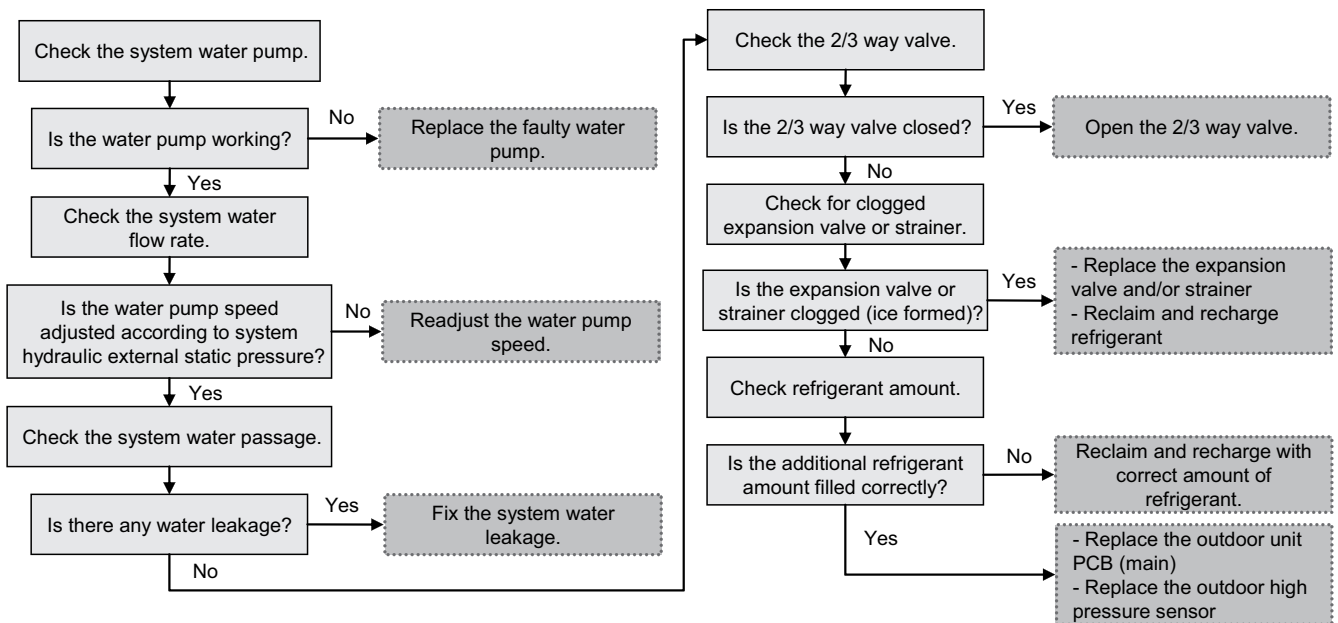 Check the system water pump.
Is the water pump working?
No
Replace the faulty water
pump.
Yes
Check the system water
flow rate.
Is the water pump speed
adjusted according to system
hydraulic external static pressure?
No
Readjust the water pump
speed.
Yes
Check the system water passage.
Is there any water leakage?
Yes
Fix the system water
leakage.
No
Check the 2/3 way valve.
Is the 2/3 way valve closed?
Yes
Open the 2/3 way valve.
No
Check for clogged
expansion valve or strainer.
Is the expansion valve or
strainer clogged (ice formed)?
Yes
- Replace the expansion
valve and/or strainer
- Reclaim and recharge
refrigerant
No
Check refrigerant amount.
Is the additional refrigerant
amount filled correctly?
No
Reclaim and recharge with
correct amount of
refrigerant.
Yes
- Replace the outdoor unit
PCB (main)
- Replace the outdoor high
pressure sensor